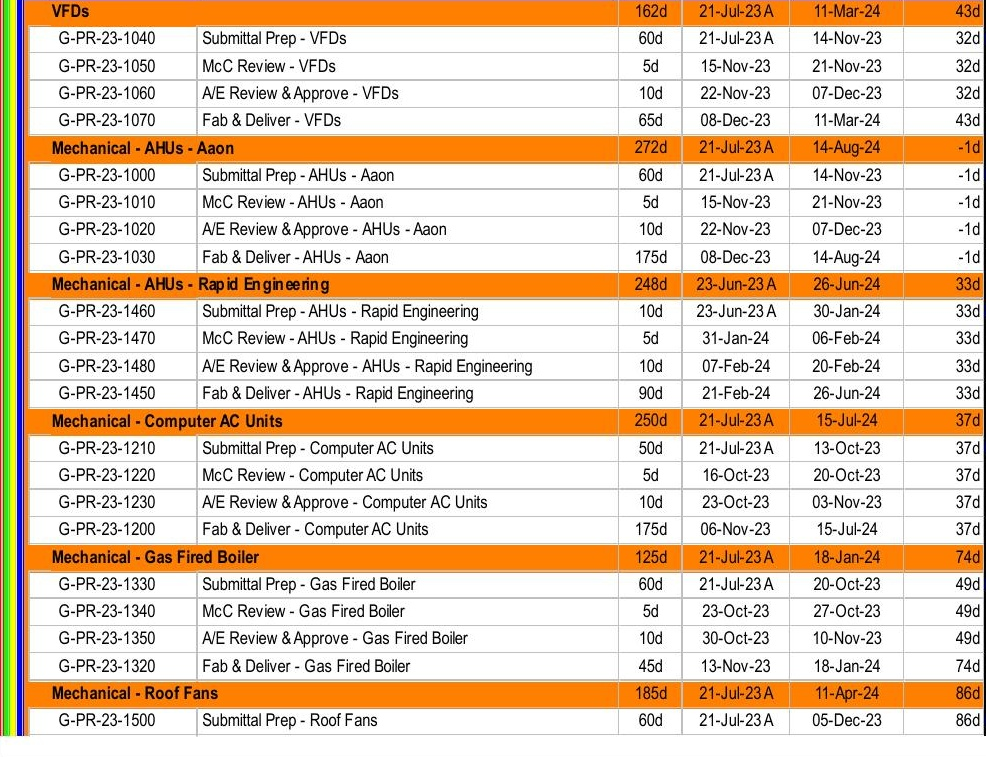 VFDs 162d 21-Jul-23 A 11-Mar-24 43d
G-PR-23-1040 Submittal Prep - VFDs 60d 21-Jul-23 A 14-Nov-23 32d
G-PR-23-1050 McC Review - VFDs 5d 15-Nov-23 21-Nov-23 32d
G-PR-23-1060 A/E Review & Approve - VFDs 10d 22-Nov-23 07-Dec-23 32d
G-PR-23-1070 Fab & Deliver - VFDs 65d 08-Dec-23 11-Mar-24 43d
Mechanical - AHUs - Aaon 272d 21-Jul-23 A 14-Aug-24 -1d
G-PR-23-1000 Submittal Prep - AHUs - Aaon 60d 21-Jul-23 A 14-Nov-23 -1d
G-PR-23-1010 McC Review - AHUs - Aaon 5d 15-Nov-23 21-Nov-23 -1d
G-PR-23-1020 A/E Review & Approve - AHUs - Aaon 10d 22-Nov-23 07-Dec-23 -1d
G-PR-23-1030 Fab & Deliver - AHUs - Aaon 175d 08-Dec-23 14-Aug-24 -1d
Mechanical - AHUs - Rapid Engineering 248d 23-Jun-23 A 26-Jun-24 33d
G-PR-23-1460 Submittal Prep - AHUs - Rapid Engineering 10d 23-Jun-23 A 30-Jan-24 33d
G-PR-23-1470 McC Review - AHUs - Rapid Engineering 5d 31-Jan-24 06-Feb-24 33d
G-PR-23-1480 A/E Review & Approve - AHUs - Rapid Engineering 10d 07-Feb-24 20-Feb-24 33d
G-PR-23-1450 Fab & Deliver - AHUs - Rapid Engineering 90d 21-Feb-24 26-Jun-24 33d
Mechanical - Computer AC Units 250d 21-Jul-23 A 15-Jul-24 37d
G-PR-23-1210 Submittal Prep - Computer AC Units 50d 21-Jul-23 A 13-Oct-23 37d
G-PR-23-1220 McC Review - Computer AC Units 5d 16-Oct-23 20-Oct-23 37d
G-PR-23-1230 A/E Review & Approve - Computer AC Units 10d 23-Oct-23 03-Nov-23 37d
G-PR-23-1200 Fab & Deliver - Computer AC Units 175d 06-Nov-23 15-Jul-24 37d
Mechanical - Gas Fired Boiler 125d 21-Jul-23 A 18-Jan-24 74d
G-PR-23-1330 Submittal Prep - Gas Fired Boiler 60d 21-Jul-23 A 20-Oct-23 49d
G-PR-23-1340 McC Review - Gas Fired Boiler 5d 23-Oct-23 27-Oct-23 49d
G-PR-23-1350 A/E Review & Approve - Gas Fired Boiler 10d 30-Oct-23 10-Nov-23 49d
G-PR-23-1320 Fab & Deliver - Gas Fired Boiler 45d 13-Nov-23 18-Jan-24 74d
Mechanical - Roof Fans 185d 21-Jul-23 A 11-Apr-24 86d
G-PR-23-1500 Submittal Prep - Roof Fans 60d 21-Jul-23 A 05-Dec-23 86d